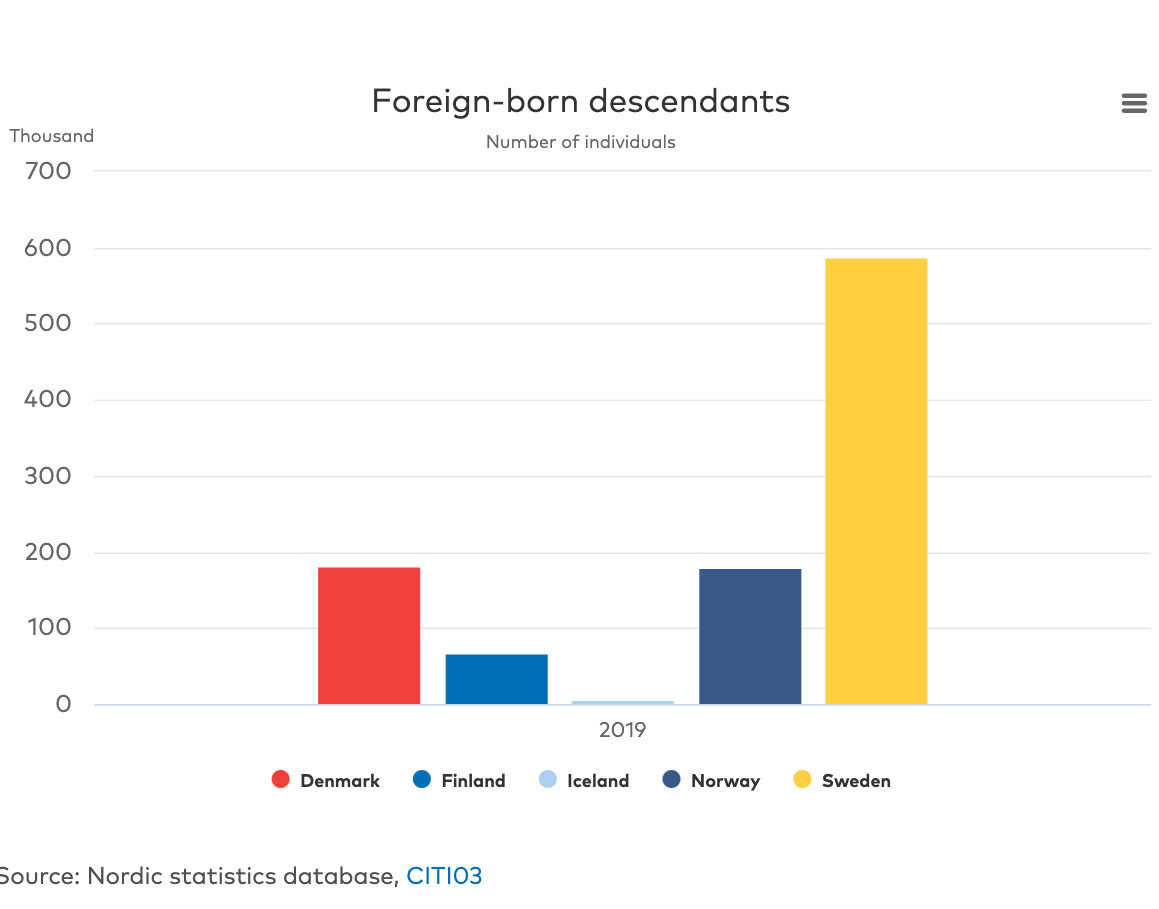 Foreign-born descendants
Thousand
Number of individuals
700
600
500
400
300
200
100
0
2019
Denmark Finland Iceland Norway Sweden
Source: Nordic statistics database, CITI03